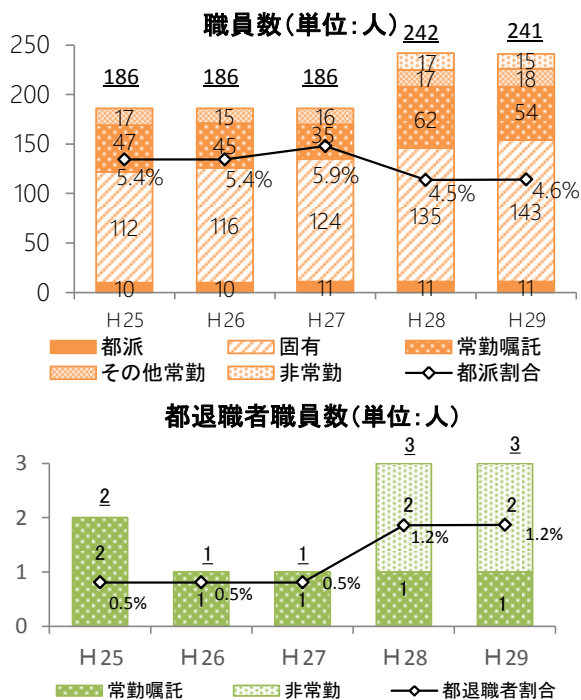 職員数(単位:人)
250
200
150
100
50
0
186
186
186
242
241
17
15
16
17
15
17
18
47
45
35
62
54
5.4%
5.4%
5.9%
4.5%
4.6%
112
116
124
135
143
10
10
11
11
11
H25
H26
H27
H28
H29
都派
固有
常勤嘱託
その他常勤
非常勤
都派割合
都退職者職員数(単位:人)
3
2
1
0
2
1
1
3
3
2
2
2
0.5%
0.5%
0.5%
1.2%
1.2%
1
1
1
1
H25
H26
H27
H28
H29
常勤嘱託
非常勤
都退職者割合